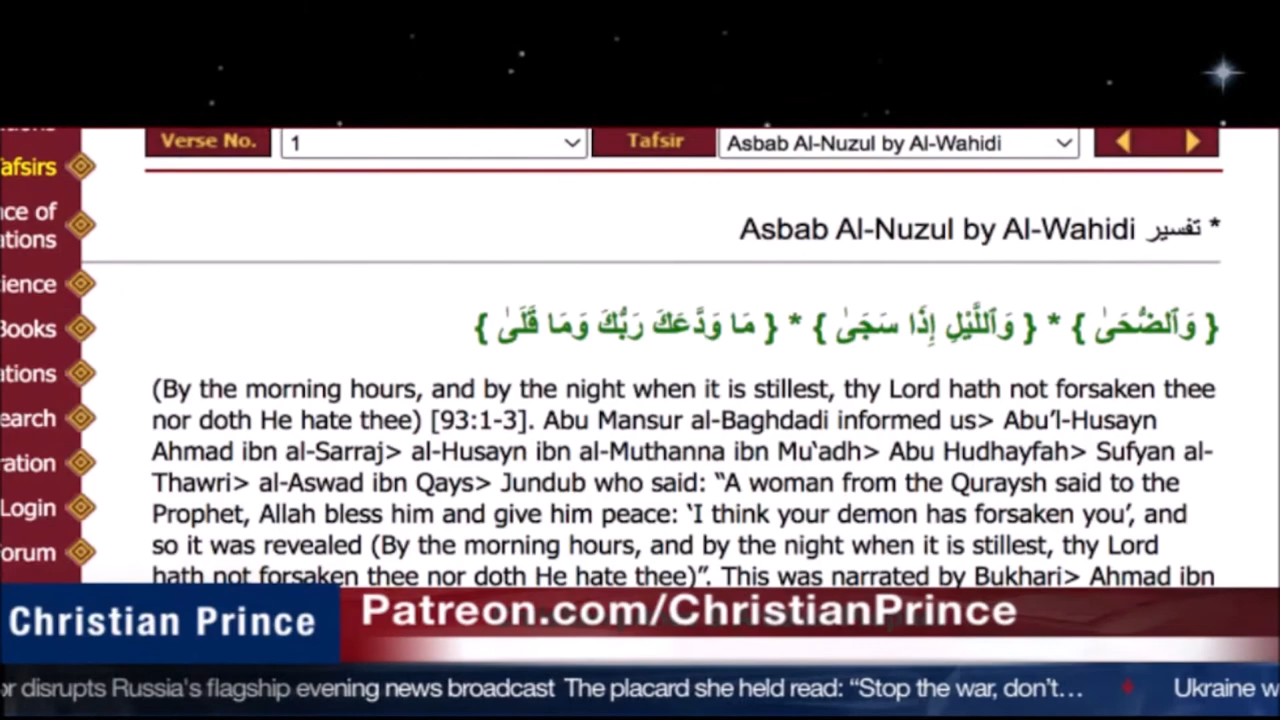 ations
Verse No. 1 Tafsir Asbab Al-Nuzul by Al-Wahidi
Tafsirs
nce of
ations
ience
Books
ations
earch
ration
Login
orum
* تفسير Asbab Al-Nuzul by Al-Wahidi
{ وَٱلضُّحَىٰ } * { وَٱللَّيْلِ إِذَا سَجَىٰ } * { مَا وَدَّعَكَ رَبُّكَ وَمَا قَلَىٰ }
(By the morning hours, and by the night when it is stillest, thy Lord hath not forsaken thee
nor doth He hate thee) [93:1-3]. Abu Mansur al-Baghdadi informed us> Abu’l-Husayn
Ahmad ibn al-Sarraj> al-Husayn ibn al-Muthanna ibn Mu‘adh> Abu Hudhayfah> Sufyan al-
Thawri> al-Aswad ibn Qays> Jundub who said: “A woman from the Quraysh said to the
Prophet, Allah bless him and give him peace: ‘I think your demon has forsaken you’, and
so it was revealed (By the morning hours, and by the night when it is stillest, thy Lord
hath not forsaken thee nor doth He hate thee)”. This was narrated by Bukhari> Ahmad ibn
Christian Prince
Patreon.com/ChristianPrince
or disrupts Russia's flagship evening news broadcast The placard she held read: “Stop the war, don’t… Ukraine w